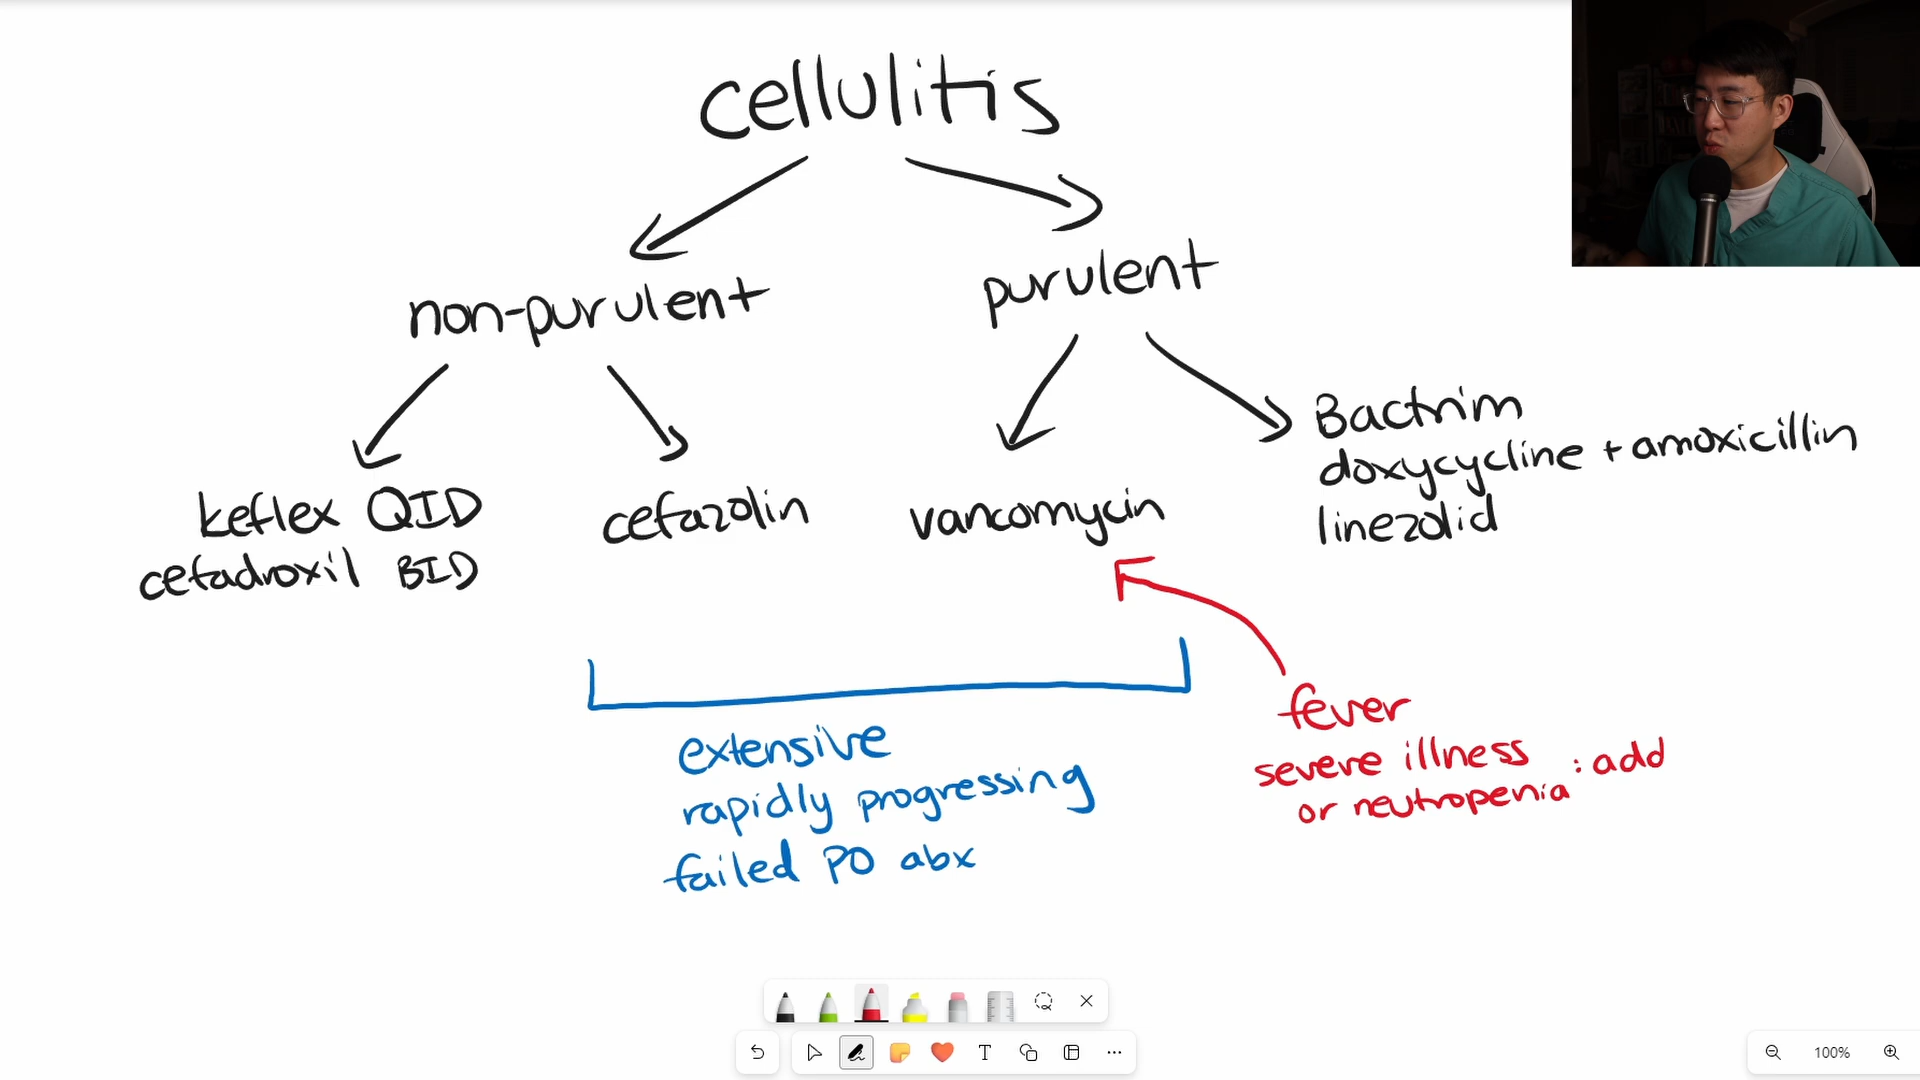 cellulitis
non-purulent
purulent
keflex QID
cefadroxil BID
cefazolin
vancomycin
Bactrim
doxycycline + amoxicillin
linezolid
extensive
rapidly progressing
failed PO abx
fever
severe illness
or neutropenia : add
T
100%